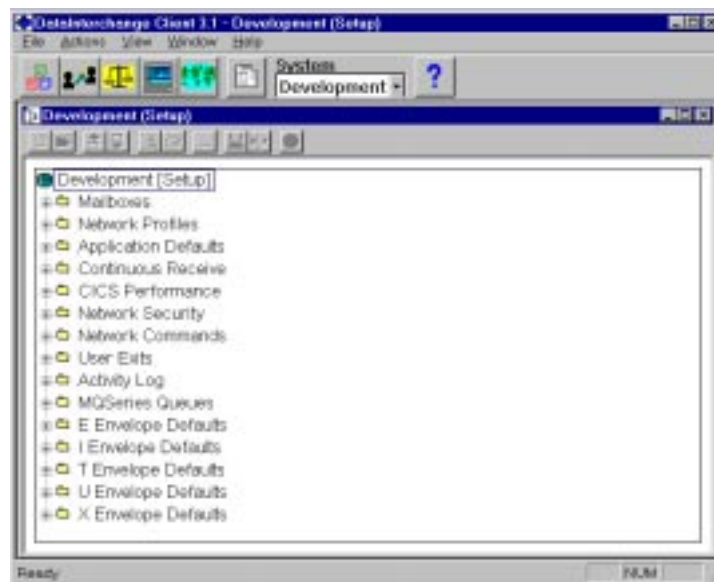 DataInterchange Client 3.1 - Development (Setup)
File Actions View Window Help
System
Development
?
Development (Setup)
Development [Setup]
Mailboxes
Network Profiles
Application Defaults
Continuous Receive
CICS Performance
Network Security
Network Commands
User Exits
Activity Log
MQSeries Queues
E Envelope Defaults
I Envelope Defaults
T Envelope Defaults
U Envelope Defaults
X Envelope Defaults
Ready
NUM